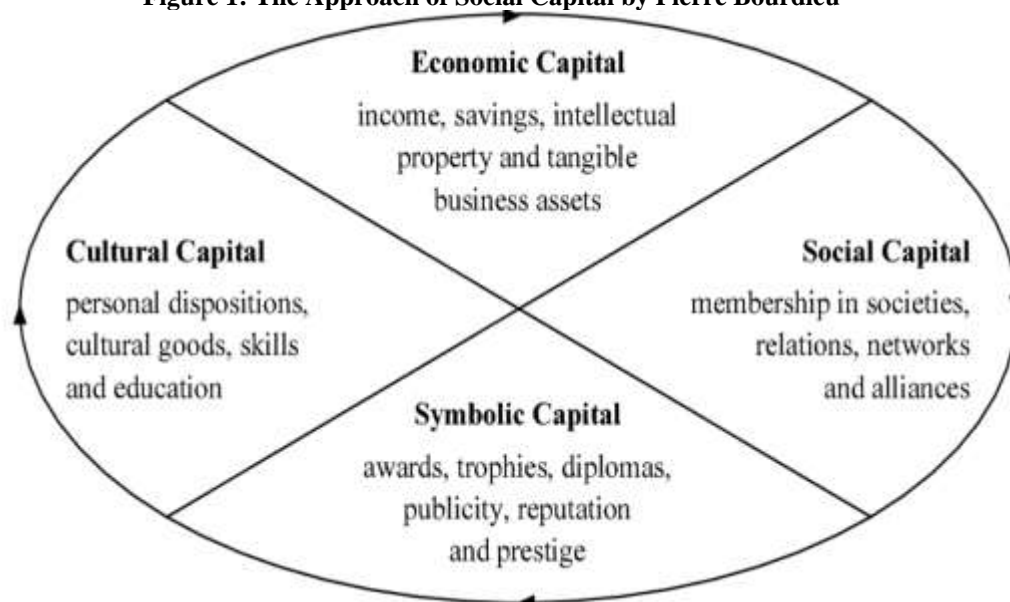 Figure 1: The Approach of Social Capital by Pierre Bourdieu
Economic Capital
income, savings, intellectual
property and tangible
business assets
Cultural Capital
personal dispositions,
cultural goods, skills
and education
Social Capital
membership in societies,
relations, networks
and alliances
Symbolic Capital
awards, trophies, diplomas,
publicity, reputation
and prestige